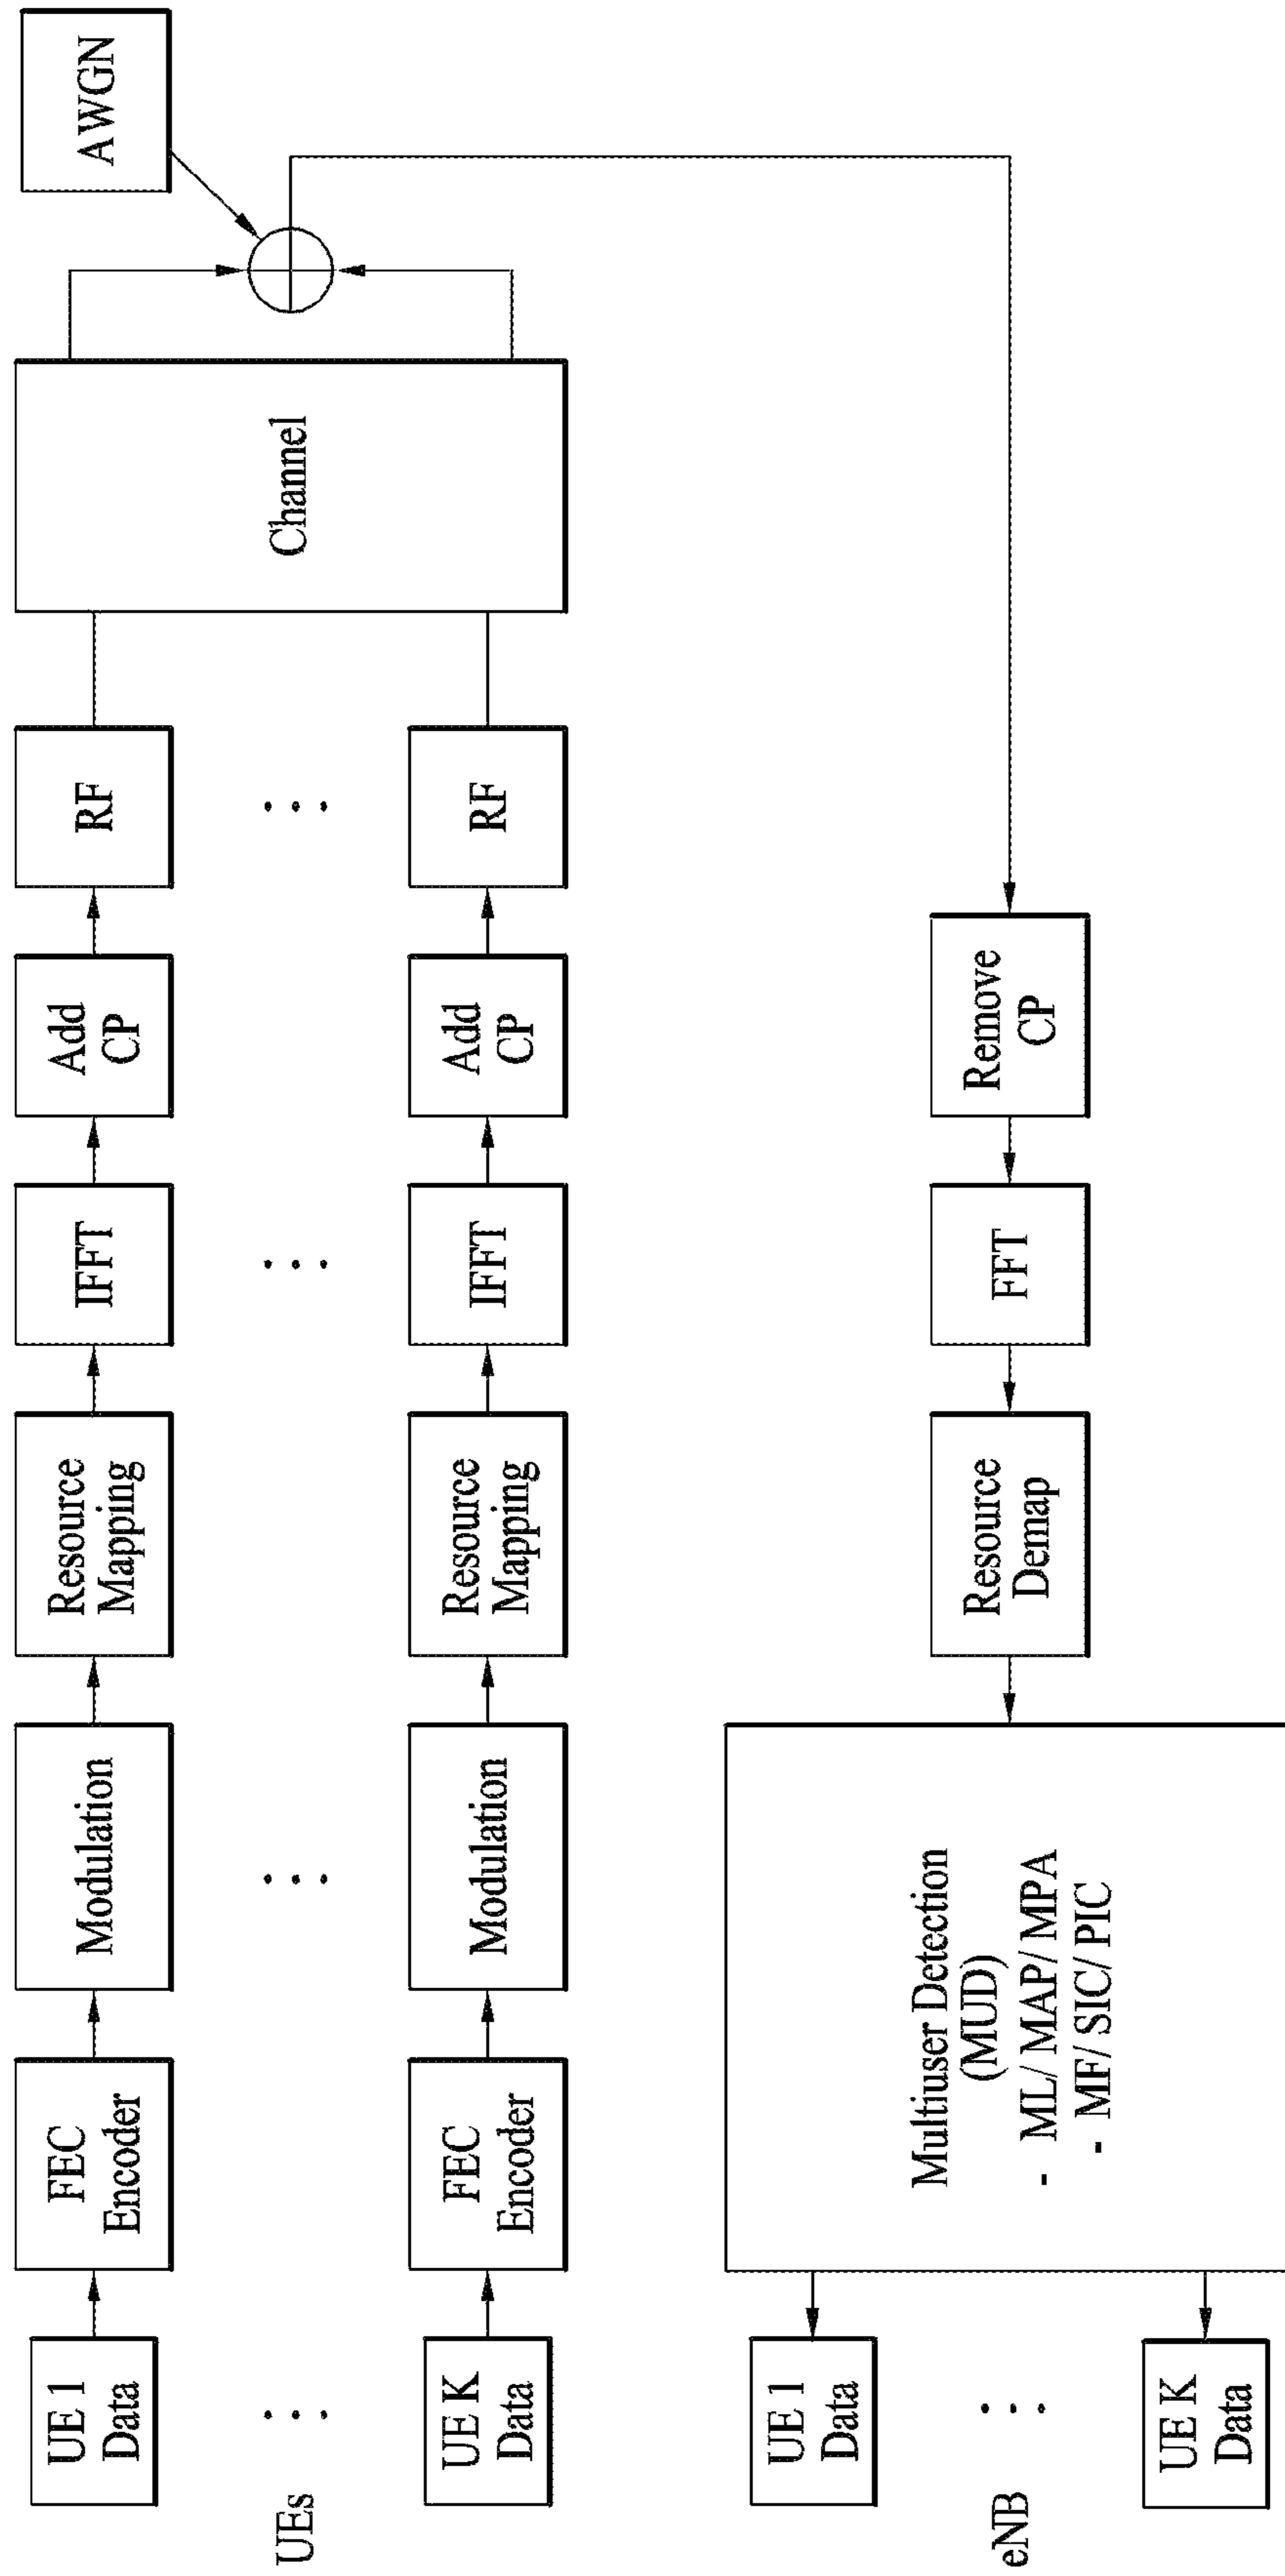 UEs
UE 1
Data
FEC
Encoder
Modulation
Resource
Mapping
IFFT
Add
CP
RF
Channel
AWGN
...
...
...
...
UE K
Data
FEC
Encoder
Modulation
Resource
Mapping
IFFT
Add
CP
RF
eNB
UE 1
Data
...
UE K
Data
Multiuser Detection
(MUD)
- ML/ MAP/ MPA
- MF/ SIC/ PIC
Resource
Demap
FFT
Remove
CP